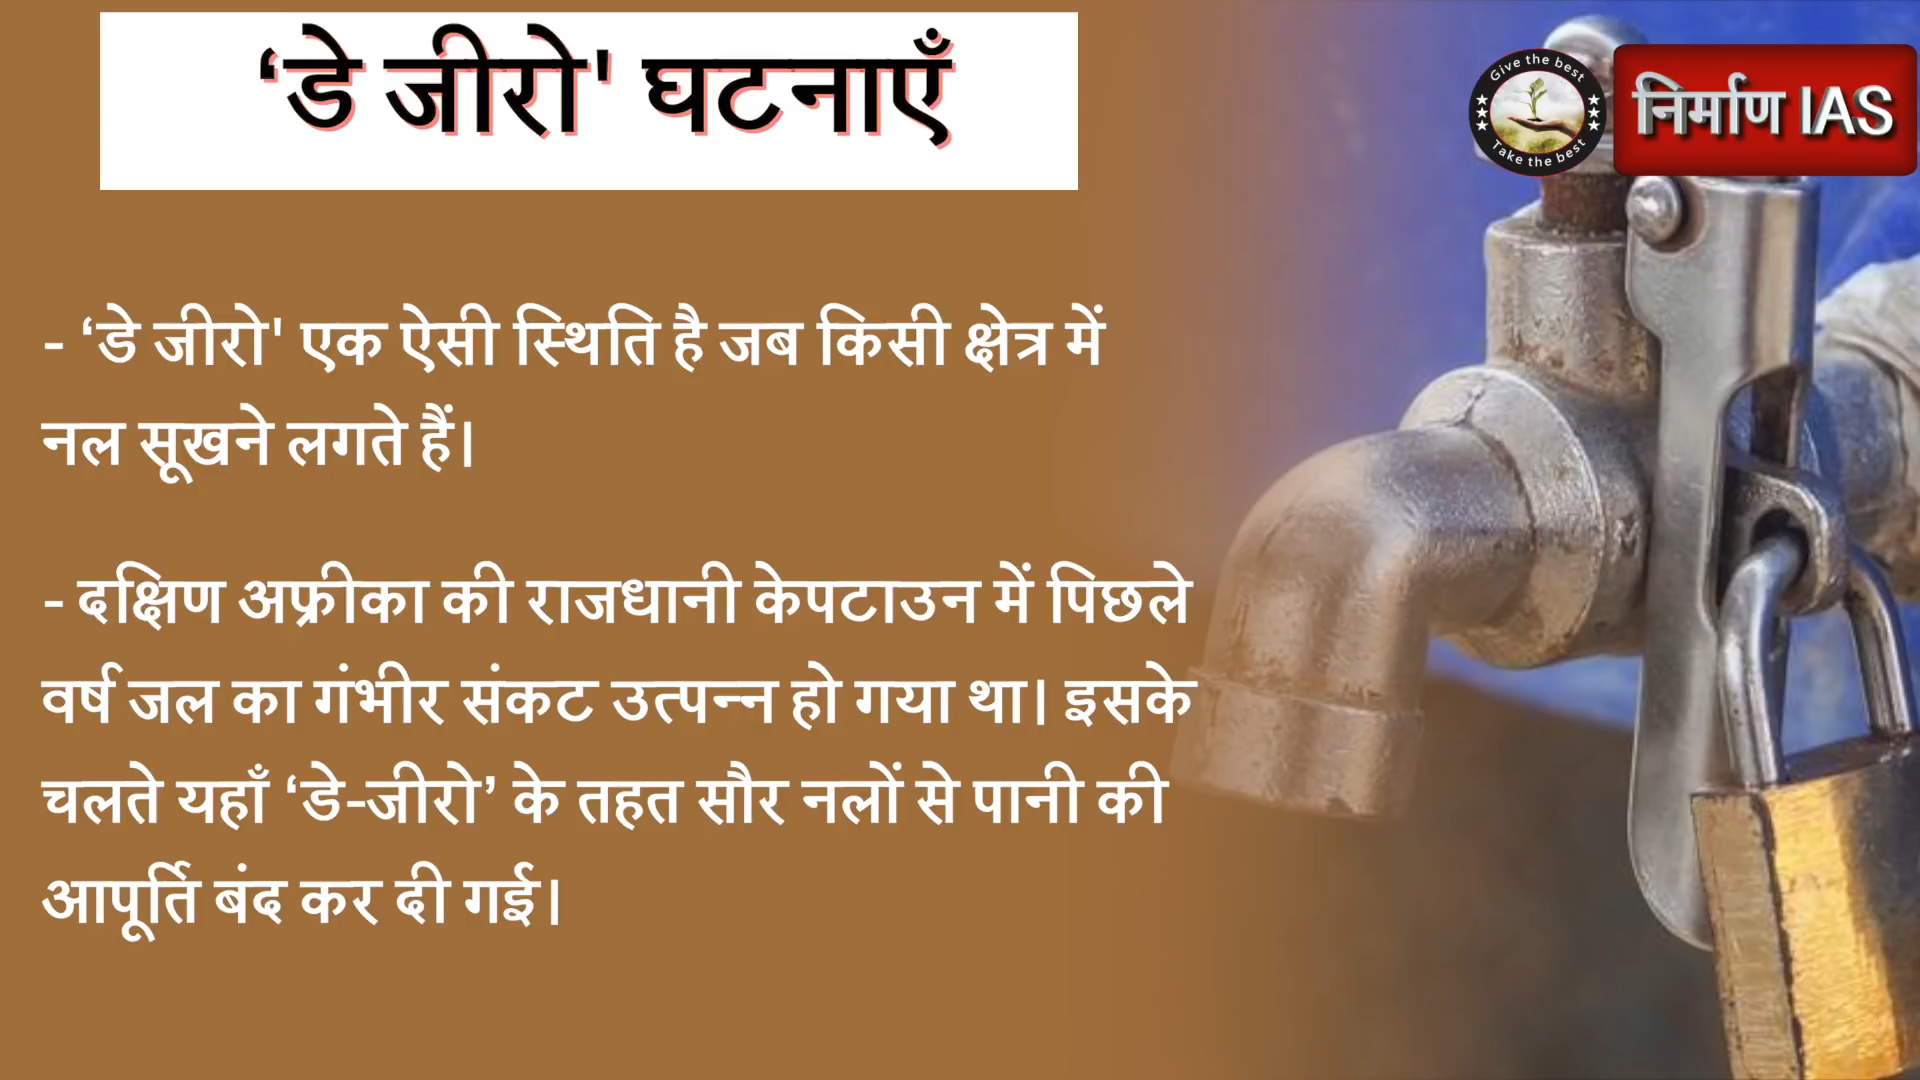 ‘डे जीरो' घटनाएँ
Give the best
Take the best
निर्माण IAS
- ‘डे जीरो' एक ऐसी स्थिति है जब किसी क्षेत्र में
नल सूखने लगते हैं।
- दक्षिण अफ्रीका की राजधानी केपटाउन में पिछले
वर्ष जल का गंभीर संकट उत्पन्न हो गया था। इसके
चलते यहाँ ‘डे-जीरो’ के तहत सौर नलों से पानी की
आपूर्ति बंद कर दी गई।